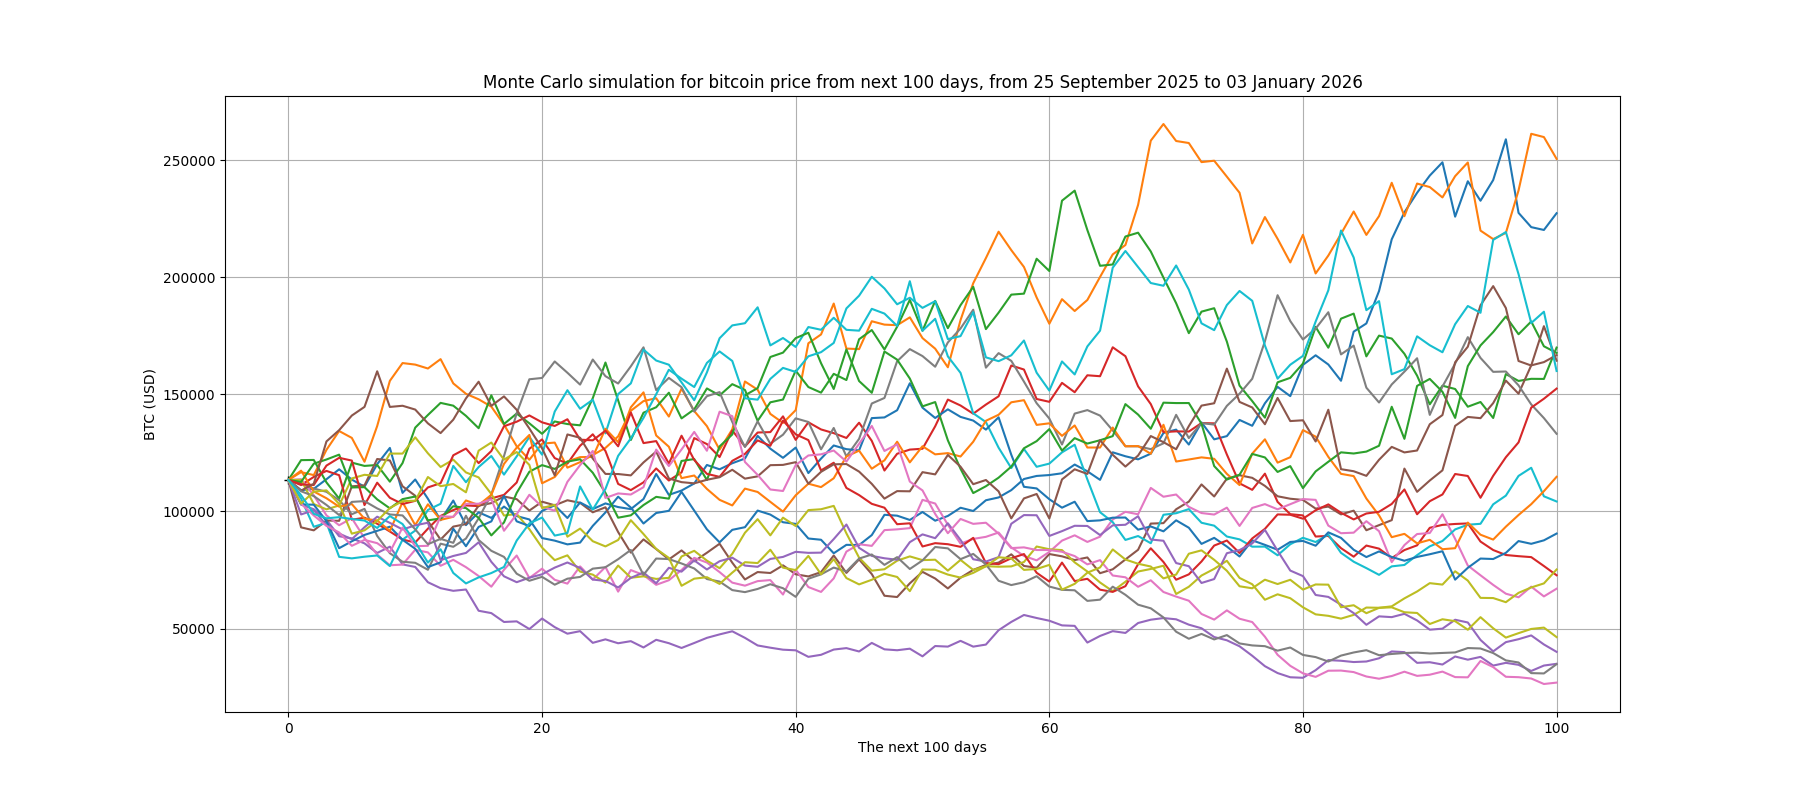 Monte Carlo simulation for bitcoin price from next 100 days, from 25 September 2025 to 03 January 2026
BTC (USD)
250000
200000
150000
100000
50000
0 20 40 60 80 100
The next 100 days